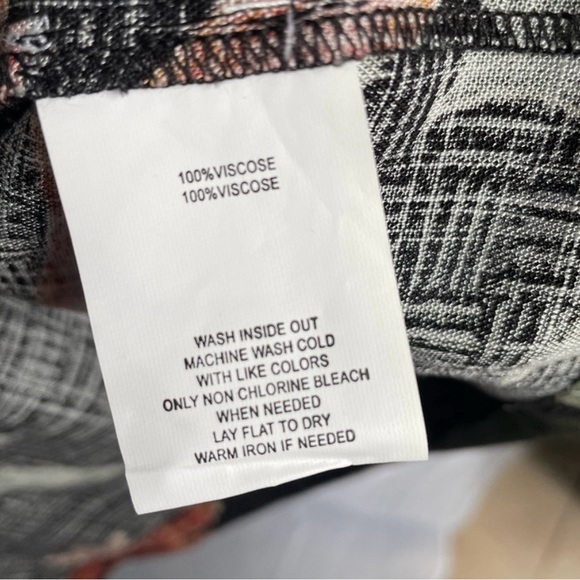 100%VISCOSE
100%VISCOSE
WASH INSIDE OUT
MACHINE WASH COLD
WITH LIKE COLORS
ONLY NON CHLORINE BLEACH
WHEN NEEDED
LAY FLAT TO DRY
WARM IRON IF NEEDED